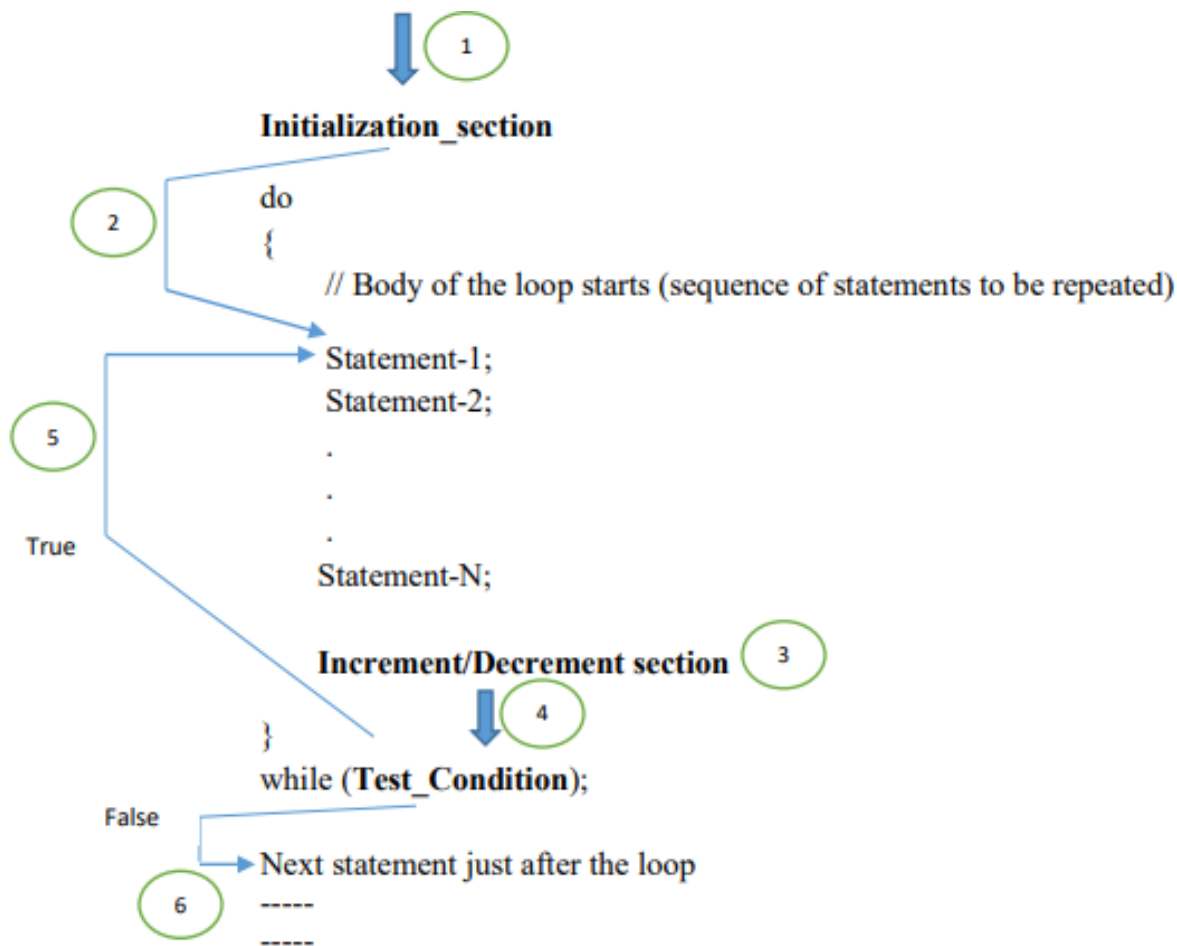 1
Initialization_section
do
2
{
// Body of the loop starts (sequence of statements to be repeated)
Statement-1;
Statement-2;
5
.
.
.
True
Statement-N;
Increment/Decrement section 3
4
}
while (Test_Condition);
False
Next statement just after the loop
6
-----
-----